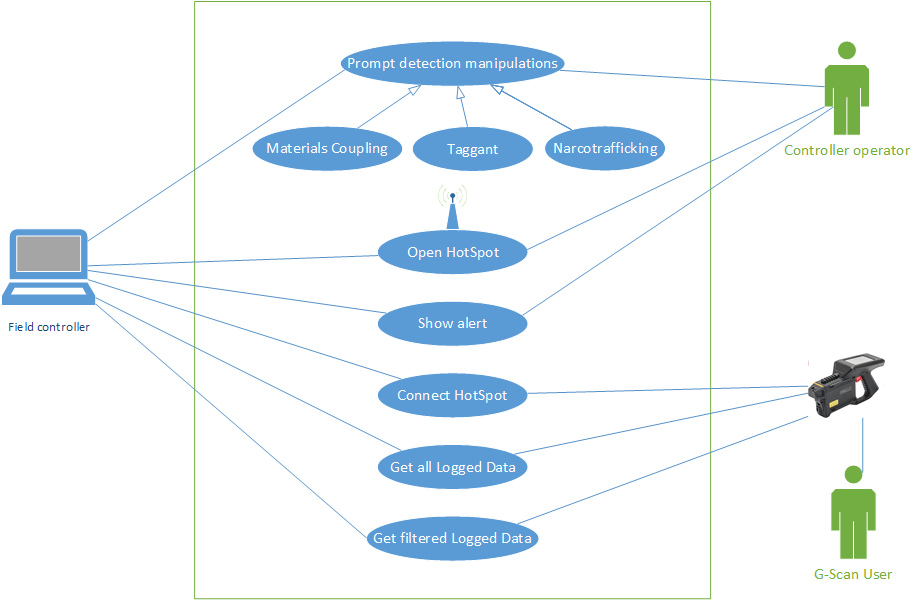 Prompt detection manipulations
Materials Coupling
Taggant
Narcotrafficking
Controller operator
Open HotSpot
Field controller
Show alert
Connect HotSpot
Get all Logged Data
Get filtered Logged Data
G-Scan User